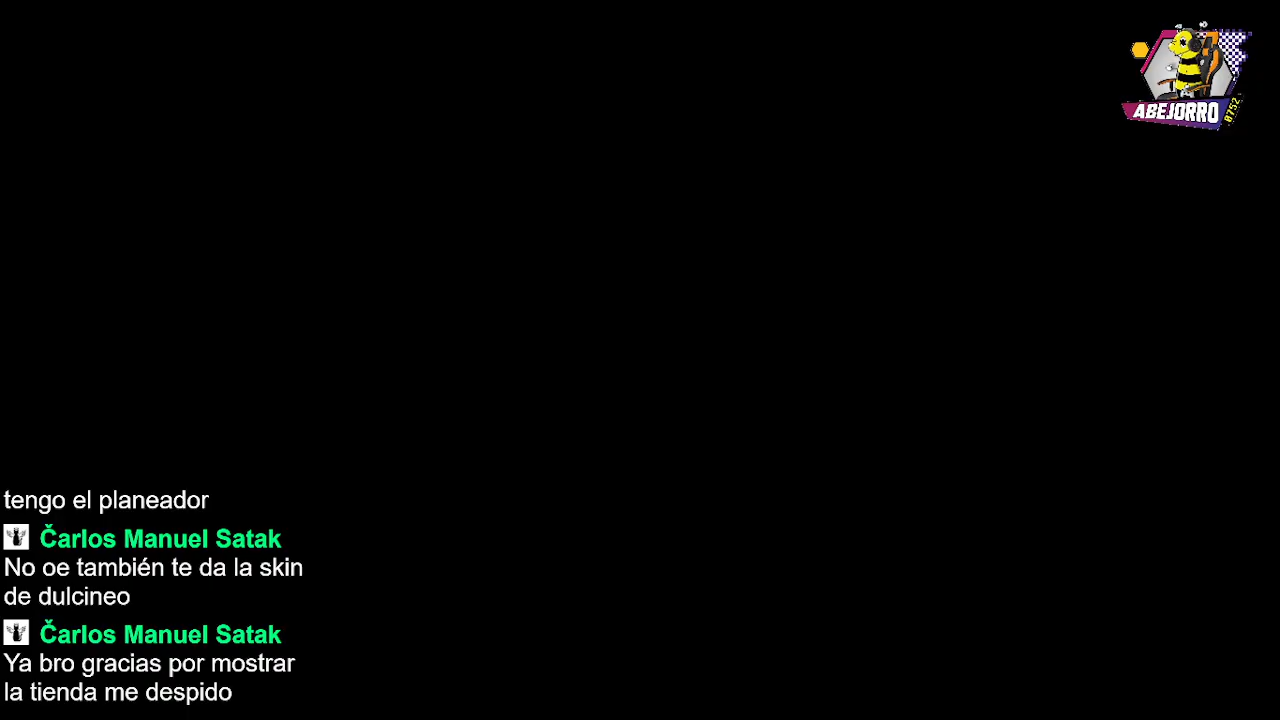 ABEJORRO
0752
tengo el planeador
Čarlos Manuel Satak
No oe también te da la skin
de dulcineo
Čarlos Manuel Satak
Ya bro gracias por mostrar
la tienda me despido